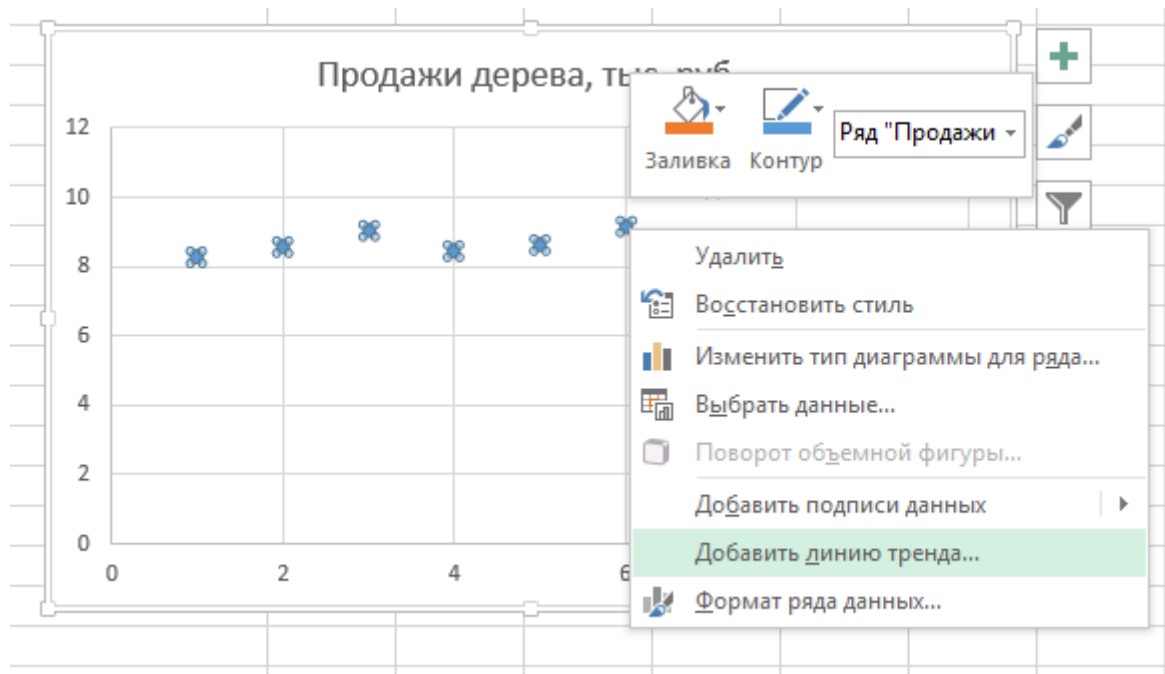 Продажи дерева, тыс. руб
12
10
8
6
4
2
0
0 2 4 6
Заливка Контур
Ряд "Продажи
Удалить
Восстановить стиль
Изменить тип диаграммы для ряда...
Выбрать данные...
Поворот объемной фигуры...
Добавить подписи данных
Добавить линию тренда...
Формат ряда данных...